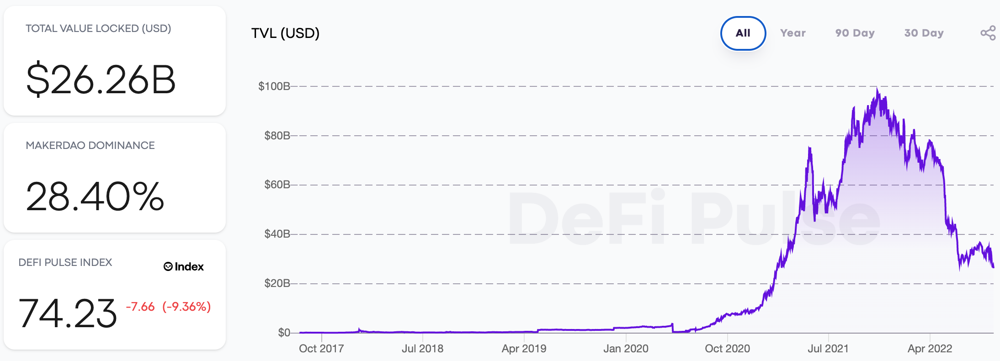 TOTAL VALUE LOCKED (USD)
$26.26B
MAKERDAO DOMINANCE
28.40%
DEFI PULSE INDEX
Index
74.23 -7.66 (-9.36%)
TVL (USD)
All Year 90 Day 30 Day
$100B
$80B
$60B
$40B
$20B
$0
DeFi Pulse
Oct 2017 Jul 2018 Apr 2019 Jan 2020 Oct 2020 Jul 2021 Apr 2022